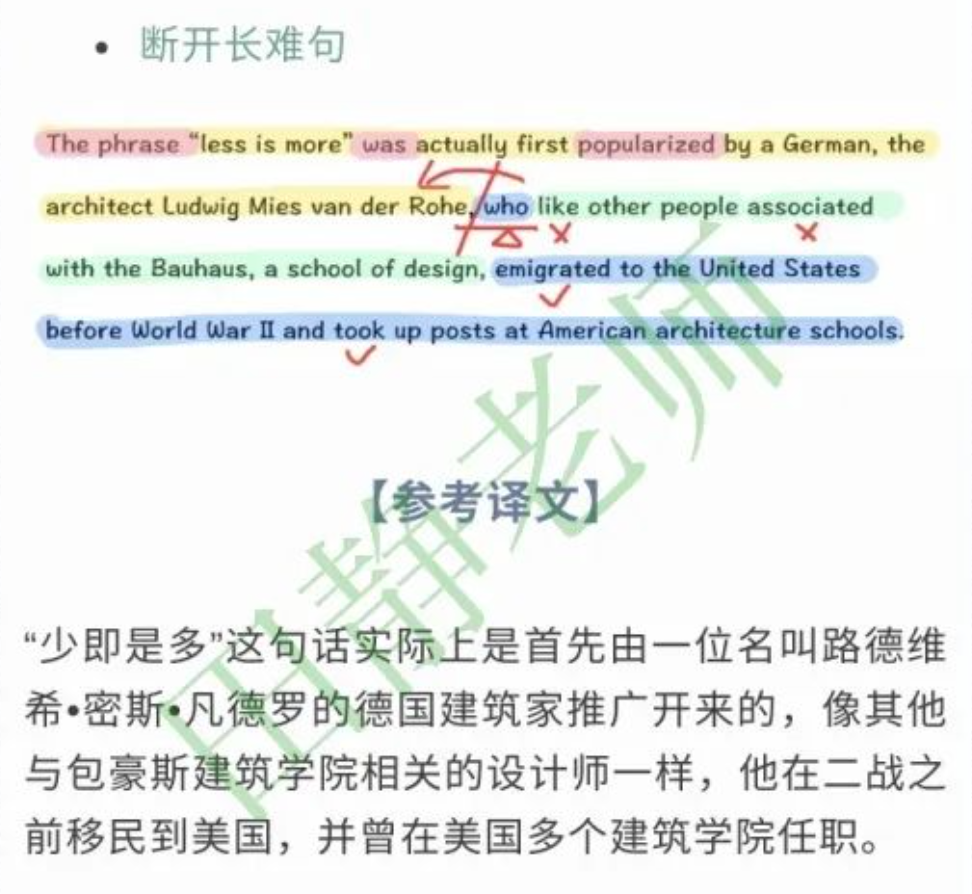 • 断开长难句
The phrase “less is more” was actually first popularized by a German, the
architect Ludwig Mies van der Rohe, who like other people associated
with the Bauhaus, a school of design, emigrated to the United States
before World War II and took up posts at American architecture schools.
【参考译文】
“少即是多”这句话实际上是首先由一位名叫路德维
希•密斯•凡德罗的德国建筑家推广开来的，像其他
与包豪斯建筑学院相关的设计师一样，他在二战之
前移民到美国，并曾在美国多个建筑学院任职。
田静老师